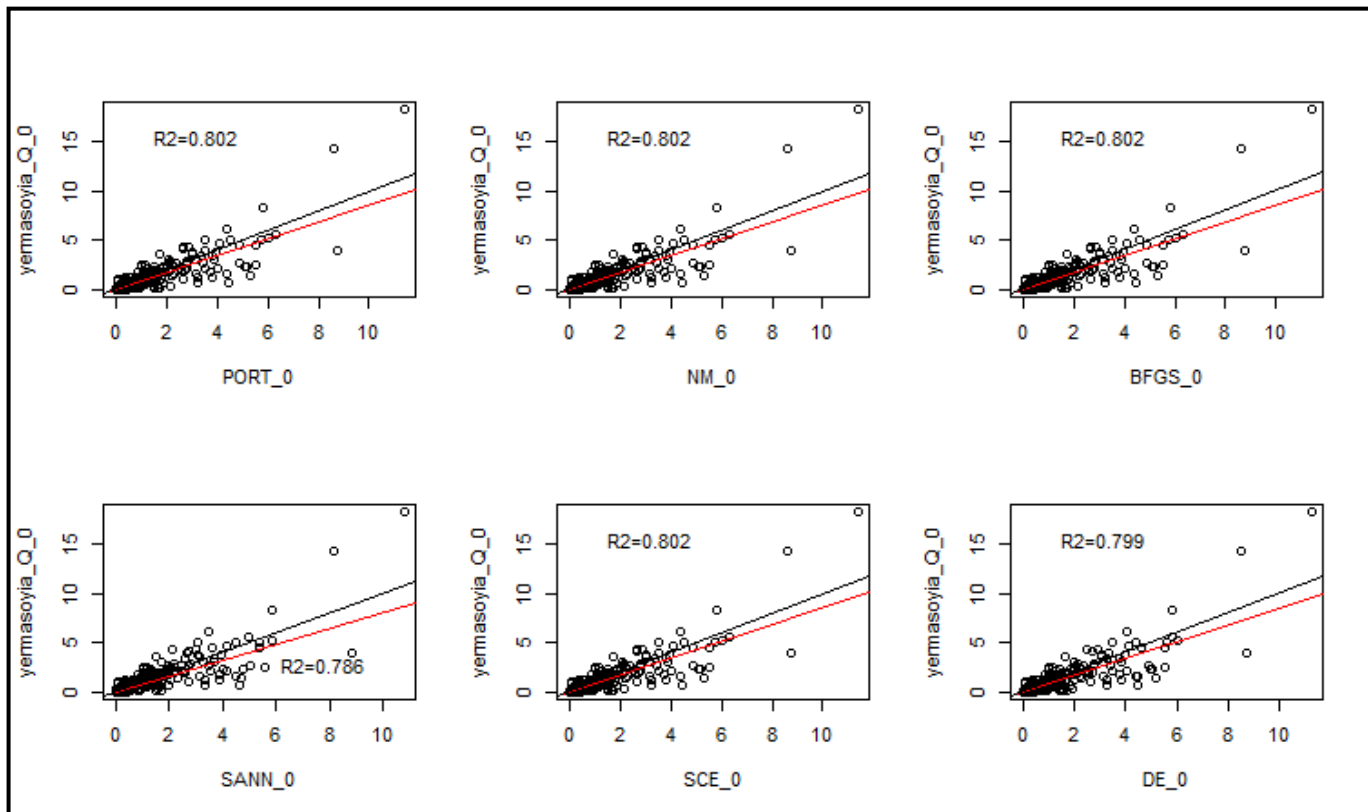 yermasoyia_Q_0
0 5 10 15
R2=0.802
0 2 4 6 8 10
PORT_0
yermasoyia_Q_0
0 5 10 15
R2=0.802
0 2 4 6 8 10
NM_0
yermasoyia_Q_0
0 5 10 15
R2=0.802
0 2 4 6 8 10
BFGS_0
yermasoyia_Q_0
0 5 10 15
R2=0.786
0 2 4 6 8 10
SANN_0
yermasoyia_Q_0
0 5 10 15
R2=0.802
0 2 4 6 8 10
SCE_0
yermasoyia_Q_0
0 5 10 15
R2=0.799
0 2 4 6 8 10
DE_0